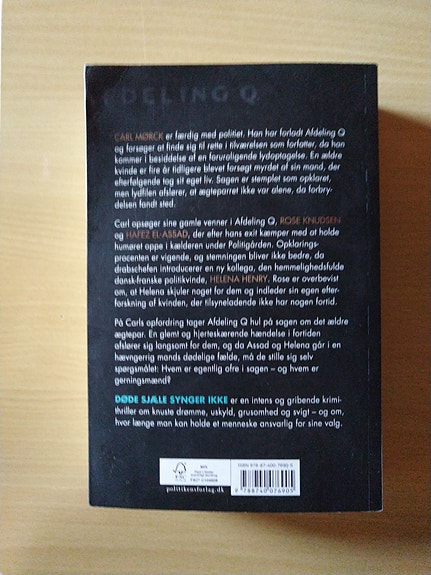 AFDELING Q
CARL MØRCK er færdig med politiet. Han har forladt Afdeling Q
og forsøger at finde sig til rette i tilværelsen som forfatter, da han
kommer i besiddelse af en foruroligende lydoptagelse. En ældre
kvinde er fire år tidligere blevet forsøgt myrdet af sin mand, der
efterfølgende tog sit eget liv. Sagen er stemplet som opklaret,
men lydfilen afslører, at ægteparret ikke var alene, da forbry-
delsen fandt sted.
Carl opsøger sine gamle venner i Afdeling Q, ROSE KNUDSEN
og HAFEZ EL-ASSAD, der efter hans exit kæmper med at holde
humøret oppe i kælderen under Politigården. Opklarings-
procenten er vigende, og stemningen bliver ikke bedre, da
drabschefen introducerer en ny kollega, den hemmelighedsfulde
dansk-franske politikvinde, HELENA HENRY. Rose er overbevist
om, at Helena skjuler noget for dem og indleder sin egen efter-
forskning af kvinden, der tilsyneladende ikke har nogen fortid.
På Carls opfordring tager Afdeling Q hul på sagen om det ældre
ægtepar. En glemt og hjerteskærende hændelse i fortiden
afslører sig langsomt for dem, og da Assad og Helena går i en
hævngerrig mands dødelige fælde, må de stille sig selv
spørgsmålet: Hvem er egentlig ofre i sagen – og hvem er
gerningsmænd?
DØDE SJÆLE SYNGER IKKE er en intens og gribende krimi-
thriller om knuste drømme, uskyld, grusomhed og svigt – og om,
hvor længe man kan holde et menneske ansvarlig for sine valg.
FSC
MIX
politikensforlag.dk
ISBN 978-87-400-7690-5
9 788740 076905